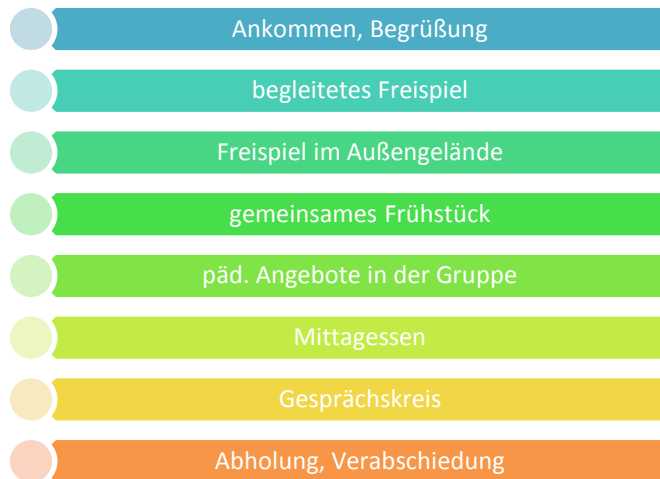 Ankommen, Begrüßung
begleitetes Freispiel
Freispiel im Außengelände
gemeinsames Frühstück
päd. Angebote in der Gruppe
Mittagessen
Gesprächskreis
Abholung, Verabschiedung